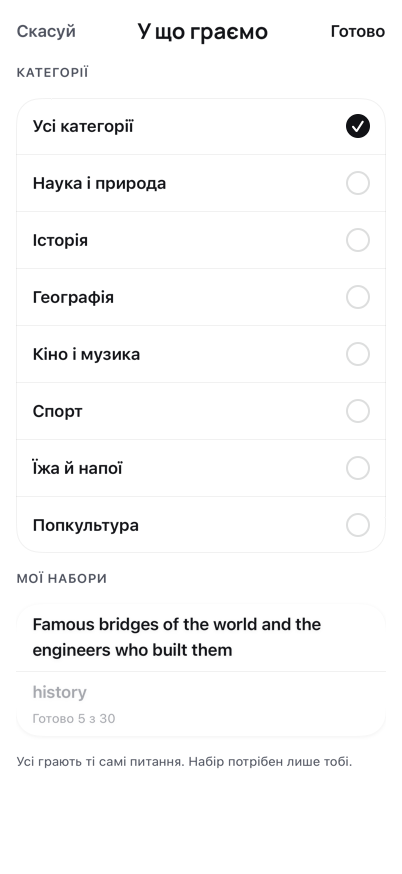 Скасуй
У що граємо
Готово
КАТЕГОРІЇ
Усі категорії
Наука і природа
Історія
Географія
Кіно і музика
Спорт
Їжа й напої
Попкультура
МОЇ НАБОРИ
Famous bridges of the world and the
engineers who built them
history
Готово 5 з 30
Усі грають ті самі питання. Набір потрібен лише тобі.